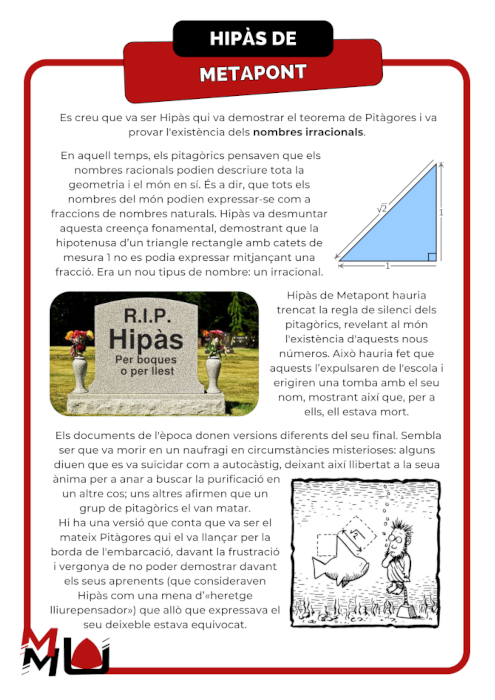 HIPÀS DE
METAPONT
Es creu que va ser Hipàs qui va demostrar el teorema de Pitàgores i va
provar l'existència dels nombres irracionals.
En aquell temps, els pitagòrics pensaven que els
nombres racionals podien descriure tota la
geometria i el món en sí. És a dir, que tots els
nombres del món podien expressar-se com a
fraccions de nombres naturals. Hipàs va desmuntar
aquesta creença fonamental, demostrant que la
hipotenusa d'un triangle rectangle amb catets de
mesura 1 no es podia expressar mitjançant una
fracció. Era un nou tipus de nombre: un irracional.
√2
1
1
R.I.P.
Hipàs
Per boques
o per llest
Hipàs de Metapont hauria
trencat la regla de silenci dels
pitagòrics, revelant al món
l'existència d'aquests nous
números. Això hauria fet que
aquests l'expulsaren de l'escola i
erigiren una tomba amb el seu
nom, mostrant així que, per a
ells, ell estava mort.
Els documents de l'època donen versions diferents del seu final. Sembla
ser que va morir en un naufragi en circumstàncies misterioses: alguns
diuen que es va suicidar com a autocàstig, deixant així llibertat a la seua
ànima per a anar a buscar la purificació en
un altre cos; uns altres afirmen que un
grup de pitagòrics el van matar.
Hi ha una versió que conta que va ser el
mateix Pitàgores qui el va llançar per la
borda de l'embarcació, davant la frustració
i vergonya de no poder demostrar davant
els seus aprenents (que consideraven
Hipàs com una mena d'«heretge
lliurepensador») que allò que expressava el
seu deixeble estava equivocat.
MMU